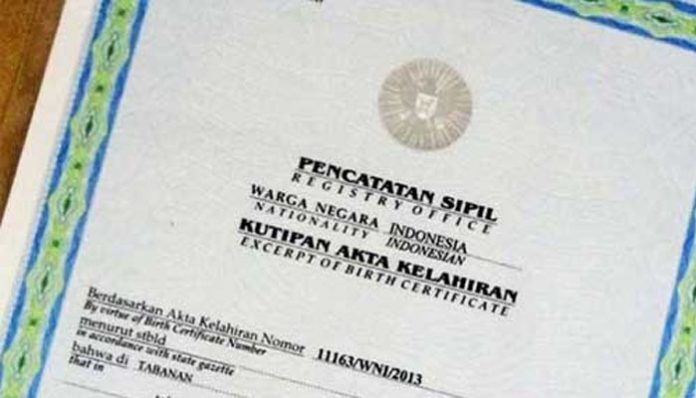 PENCATATAN SIPIL
REGISTRY OFFICE
WARGA NEGARA INDONESIA
NATIONALITY INDONESIAN
KUTIPAN AKTA KELAHIRAN
EXCERPT OF BIRTH CERTIFICATE
Berdasarkan Akta Kelahiran Nomor 11163/WNI/2013
By virtue of Birth Certificate Number
menurut stbld
in accordance with state gazette
bahwa di TABANAN
that in